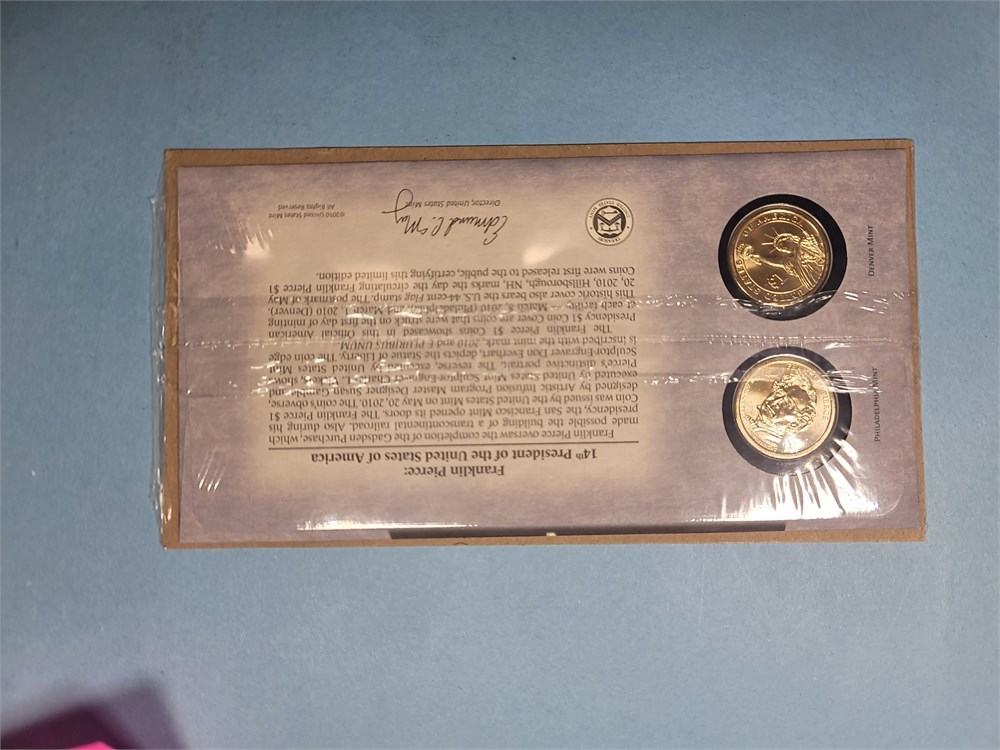 Franklin Pierce:
14th President of the United States of America
Franklin Pierce oversaw the completion of the Gadsden Purchase, which
made possible the building of a transcontinental railroad. Also during his
presidency, the San Francisco Mint opened its doors. The Franklin Pierce $1
Coin was issued by the United States Mint on May 20, 2010. The coin's obverse,
designed by Artistic Infusion Program Master Designer Susan Gamble and
executed by United States Mint Sculptor-Engraver Charles L. Vickers, shows
Pierce's distinctive portrait. The reverse, executed by United States Mint
Sculptor-Engraver Don Everhart, depicts the Statue of Liberty. The coin edge
is inscribed with the mint mark, 2010 and E PLURIBUS UNUM.
The Franklin Pierce $1 Coins showcased in this Official American
Presidency $1 Coin Cover are coins that were struck on the first day of minting
at each facility — March 8, 2010 (Philadelphia), and March 1, 2010 (Denver).
This historic cover also bears the U.S. 44-cent Flag stamp. The postmark of May
20, 2010, Hillsborough, NH, marks the day the circulating Franklin Pierce $1
Coins were first released to the public, certifying this limited edition.
Edmund C. Moy
Director, United States Mint
©2010 United States Mint
All Rights Reserved
PHILADELPHIA MINT
DENVER MINT
UNITED STATES OF AMERICA
$1